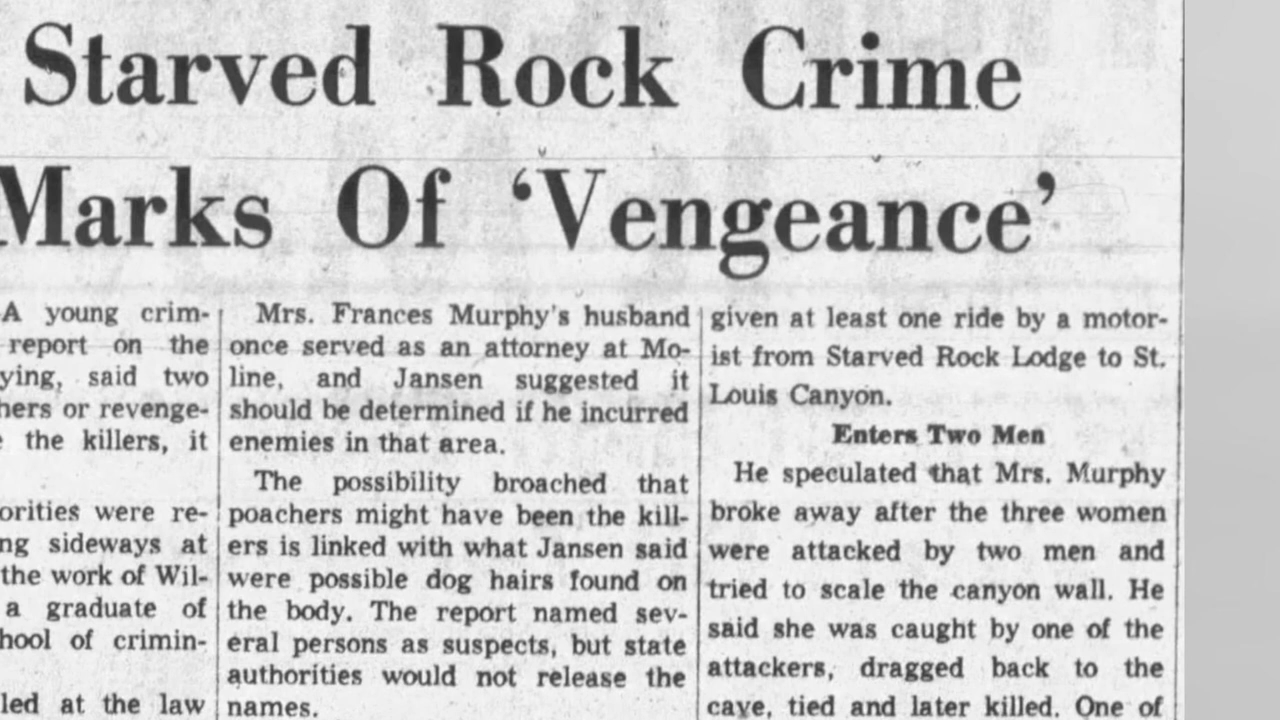 Starved Rock Crime
Marks Of ‘Vengeance’
A young crim-
report on the
ying, said two
hers or revenge-
the killers, it
orities were re-
ng sideways at
the work of Wil-
a graduate of
hool of crimin-
led at the law
Mrs. Frances Murphy's husband
once served as an attorney at Mo-
line, and Jansen suggested it
should be determined if he incurred
enemies in that area.
The possibility broached that
poachers might have been the kill-
ers is linked with what Jansen said
were possible dog hairs found on
the body. The report named sev-
eral persons as suspects, but state
authorities would not release the
names.
given at least one ride by a motor-
ist from Starved Rock Lodge to St.
Louis Canyon.
Enters Two Men
He speculated that Mrs. Murphy
broke away after the three women
were attacked by two men and
tried to scale the canyon wall. He
said she was caught by one of the
attackers, dragged back to the
cave, tied and later killed. One of